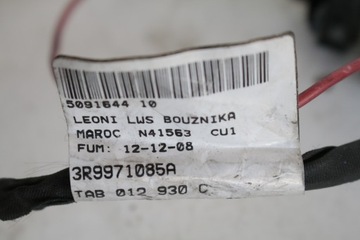 5091644 10
LEONI LWS BOUZNIKA
MAROC N41563 CU1
FUM: 12-12-08
3R9971085A
TAB 012 930 C